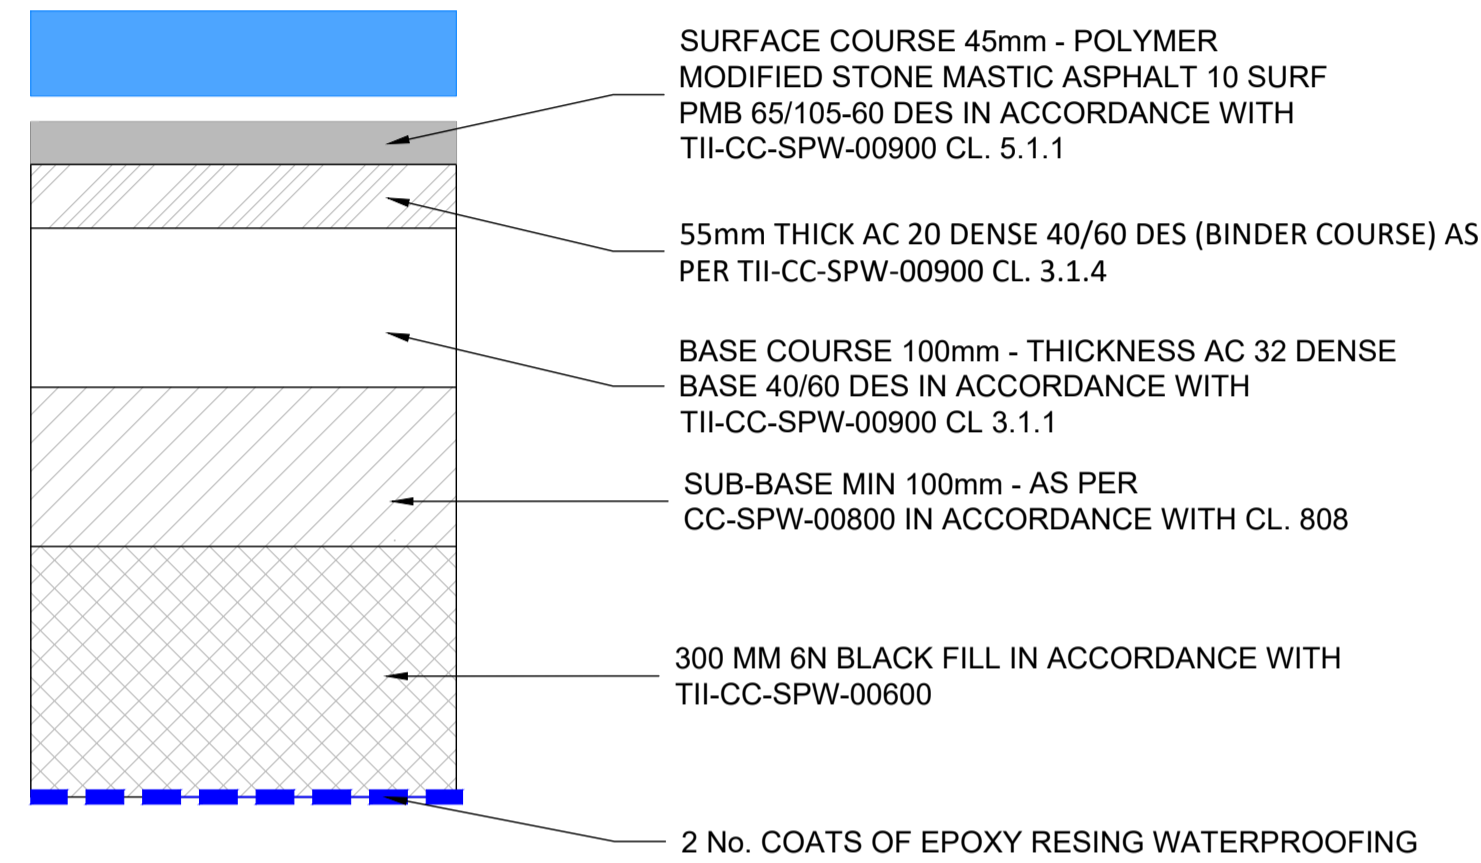 SURFACE COURSE 45mm - POLYMER
MODIFIED STONE MASTIC ASPHALT 10 SURF
PMB 65/105-60 DES IN ACCORDANCE WITH
TII-CC-SPW-00900 CL. 5.1.1
55mm THICK AC 20 DENSE 40/60 DES (BINDER COURSE) AS
PER TII-CC-SPW-00900 CL. 3.1.4
BASE COURSE 100mm - THICKNESS AC 32 DENSE
BASE 40/60 DES IN ACCORDANCE WITH
TII-CC-SPW-00900 CL 3.1.1
SUB-BASE MIN 100mm - AS PER
CC-SPW-00800 IN ACCORDANCE WITH CL. 808
300 MM 6N BLACK FILL IN ACCORDANCE WITH
TII-CC-SPW-00600
2 No. COATS OF EPOXY RESING WATERPROOFING